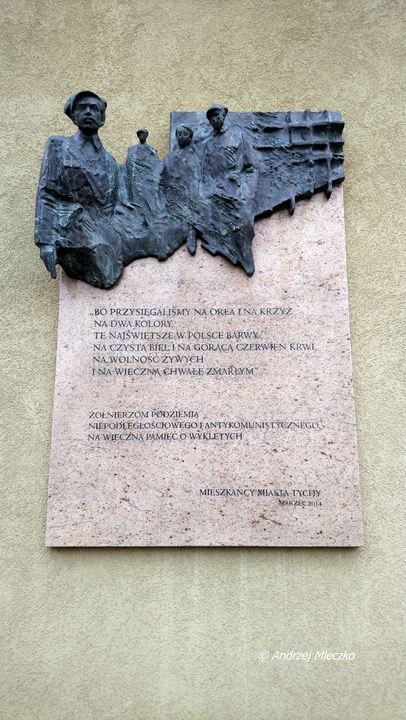 „BO PRZYSIĘGALIŚMY NA ORŁA I NA KRZYŻ
NA DWA KOLORY,
TE NAJŚWIĘTSZE W POLSCE BARWY,
NA CZYSTĄ BIEL I NA GORĄCĄ CZERWIEŃ KRWI,
NA WOLNOŚĆ ŻYWYCH
I NA WIECZNĄ CHWAŁĘ ZMARŁYM"
ŻOŁNIERZOM PODZIEMIA
NIEPODLEGŁOŚCIOWEGO I ANTYKOMUNISTYCZNEGO,
NA WIECZNĄ PAMIĘĆ O WYKLĘTYCH
MIESZKAŃCY MIASTA TYCHY
MARZEC 2014
© Andrzej Mleczko